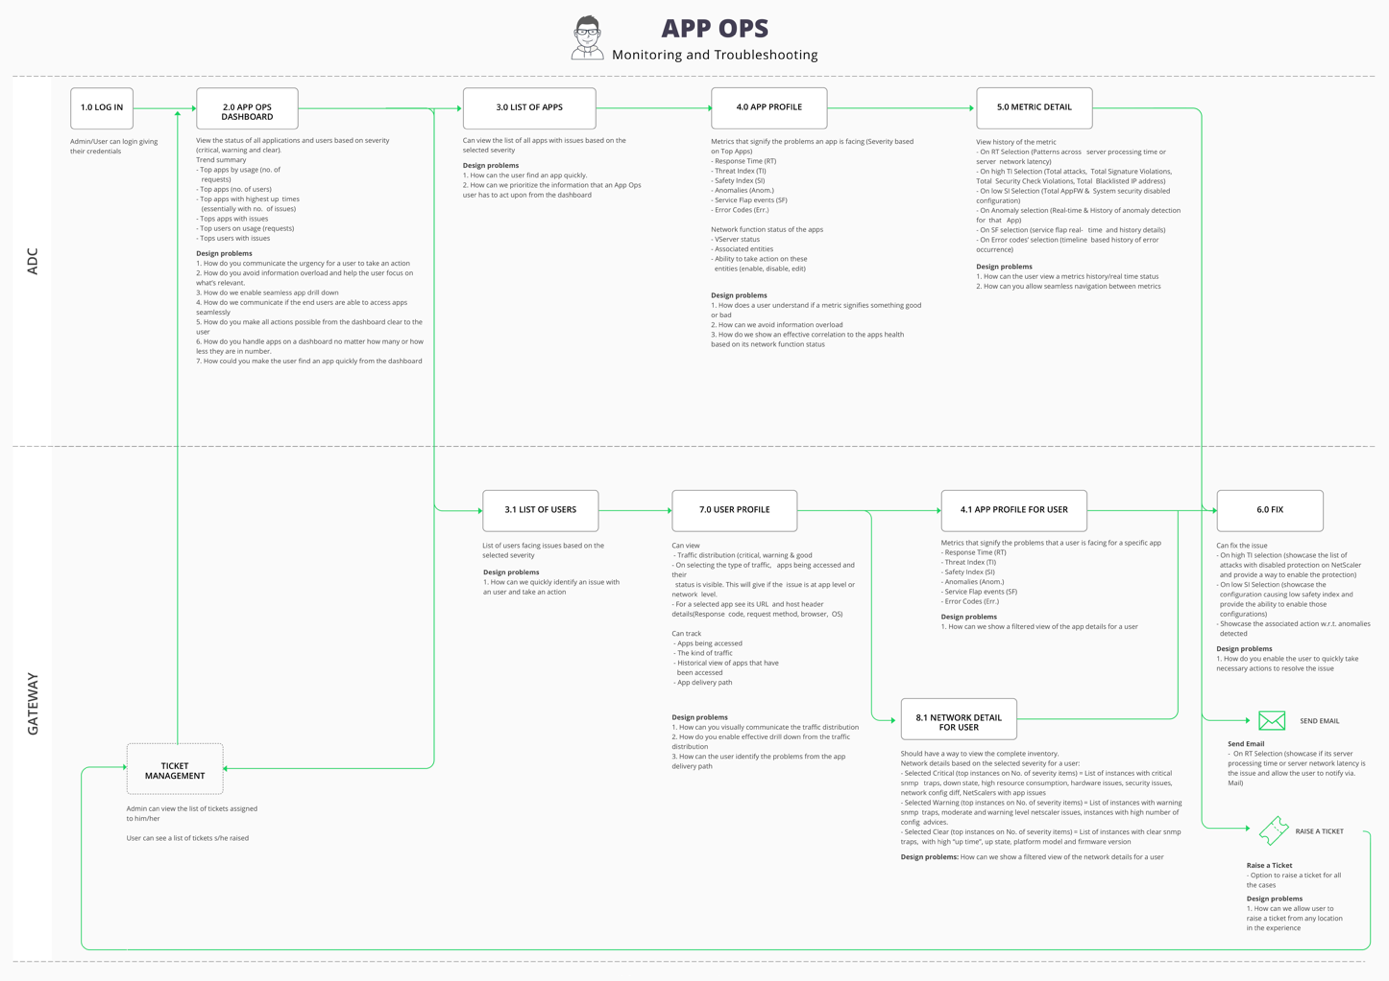 APP OPS
Monitoring and Troubleshooting
ADC
1.0 LOG IN
Admin/User can login giving
their credentials
2.0 APP OPS
DASHBOARD
View the status of all applications and users based on severity
(critical, warning and clear).
Trend summary
- Top apps by usage (no. of
requests)
- Top apps (no. of users)
- Top apps with highest up times
(essentially with no. of issues)
- Tops apps with issues
- Top users on usage (requests)
- Tops users with issues
Design problems
1. How do you communicate the urgency for a user to take an action
2. How do you avoid information overload and help the user focus on
what's relevant.
3. How do we enable seamless app drill down
4. How do we communicate if the end users are able to access apps
seamlessly
5. How do you make all actions possible from the dashboard clear to the
user
6. How do you handle apps on a dashboard no matter how many or how
less they are in number.
7. How could you make the user find an app quickly from the dashboard
3.0 LIST OF APPS
Can view the list of all apps with issues based on the
selected severity
Design problems
1. How can the user find an app quickly.
2. How can we prioritize the information that an App Ops
user has to act upon from the dashboard
4.0 APP PROFILE
Metrics that signify the problems an app is facing (Severity based
on Top Apps)
- Response Time (RT)
- Threat Index (TI)
- Safety Index (SI)
- Anomalies (Anom.)
- Service Flap events (SF)
- Error Codes (Err.)
Network function status of the apps
- VServer status
- Associated entities
- Ability to take action on these
entities (enable, disable, edit)
Design problems
1. How does a user understand if a metric signifies something good
or bad
2. How can we avoid information overload
3. How do we show an effective correlation to the apps health
based on its network function status
5.0 METRIC DETAIL
View history of the metric
- On RT Selection (Patterns across server processing time or
server network latency)
- On high TI Selection (Total attacks, Total Signature Violations,
Total Security Check Violations, Total Blacklisted IP address)
- On low SI Selection (Total AppFW & System security disabled
configuration)
- On Anomaly selection (Real-time & History of anomaly detection
for that App)
- On SF selection (service flap real- time and history details)
- On Error codes' selection (timeline based history of error
occurrence)
Design problems
1. How can the user view a metrics history/real time status
2. How can you allow seamless navigation between metrics
GATEWAY
3.1 LIST OF USERS
List of users facing issues based on the
selected severity
Design problems
1. How can we quickly identify an issue with
an user and take an action
7.0 USER PROFILE
Can view
- Traffic distribution (critical, warning & good
- On selecting the type of traffic, apps being accessed and
their
status is visible. This will give if the issue is at app level or
network level.
- For a selected app see its URL and host header
details(Response code, request method, browser, OS)
Can track
- Apps being accessed
- The kind of traffic
- Historical view of apps that have
been accessed
- App delivery path
Design problems
1. How can you visually communicate the traffic distribution
2. How do you enable effective drill down from the traffic
distribution
3. How can the user identify the problems from the app
delivery path
4.1 APP PROFILE FOR USER
Metrics that signify the problems that a user is facing for a specific app
- Response Time (RT)
- Threat Index (TI)
- Safety Index (SI)
- Anomalies (Anom.)
- Service Flap events (SF)
- Error Codes (Err.)
Design problems
1. How can we show a filtered view of the app details for a user
8.1 NETWORK DETAIL
FOR USER
Should have a way to view the complete inventory.
Network details based on the selected severity for a user:
- Selected Critical (top instances on No. of severity items) = List of instances with critical
snmp traps, down state, high resource consumption, hardware issues, security issues,
network config diff, NetScalers with app issues
- Selected Warning (top instances on No. of severity items) = List of instances with warning
snmp traps, moderate and warning level netscaler issues, instances with high number of
config advices.
- Selected Clear (top instances on No. of severity items) = List of instances with clear snmp
traps, with high "up time", up state, platform model and firmware version
Design problems: How can we show a filtered view of the network details for a user
6.0 FIX
Can fix the issue
- On high TI selection (showcase the list of
attacks with disabled protection on NetScaler
and provide a way to enable the protection)
- On low SI Selection (showcase the
configuration causing low safety index and
provide the ability to enable those
configurations)
- Showcase the associated action w.r.t. anomalies
detected
Design problems
1. How do you enable the user to quickly take
necessary actions to resolve the issue
SEND EMAIL
Send Email
- On RT Selection (showcase if its server
processing time or server network latency is
the issue and allow the user to notify via.
Mail)
RAISE A TICKET
Raise a Ticket
- Option to raise a ticket for all
the cases
Design problems
1. How can we allow user to
raise a ticket from any location
in the experience
TICKET
MANAGEMENT
Admin can view the list of tickets assigned
to him/her
User can see a list of tickets s/he raised